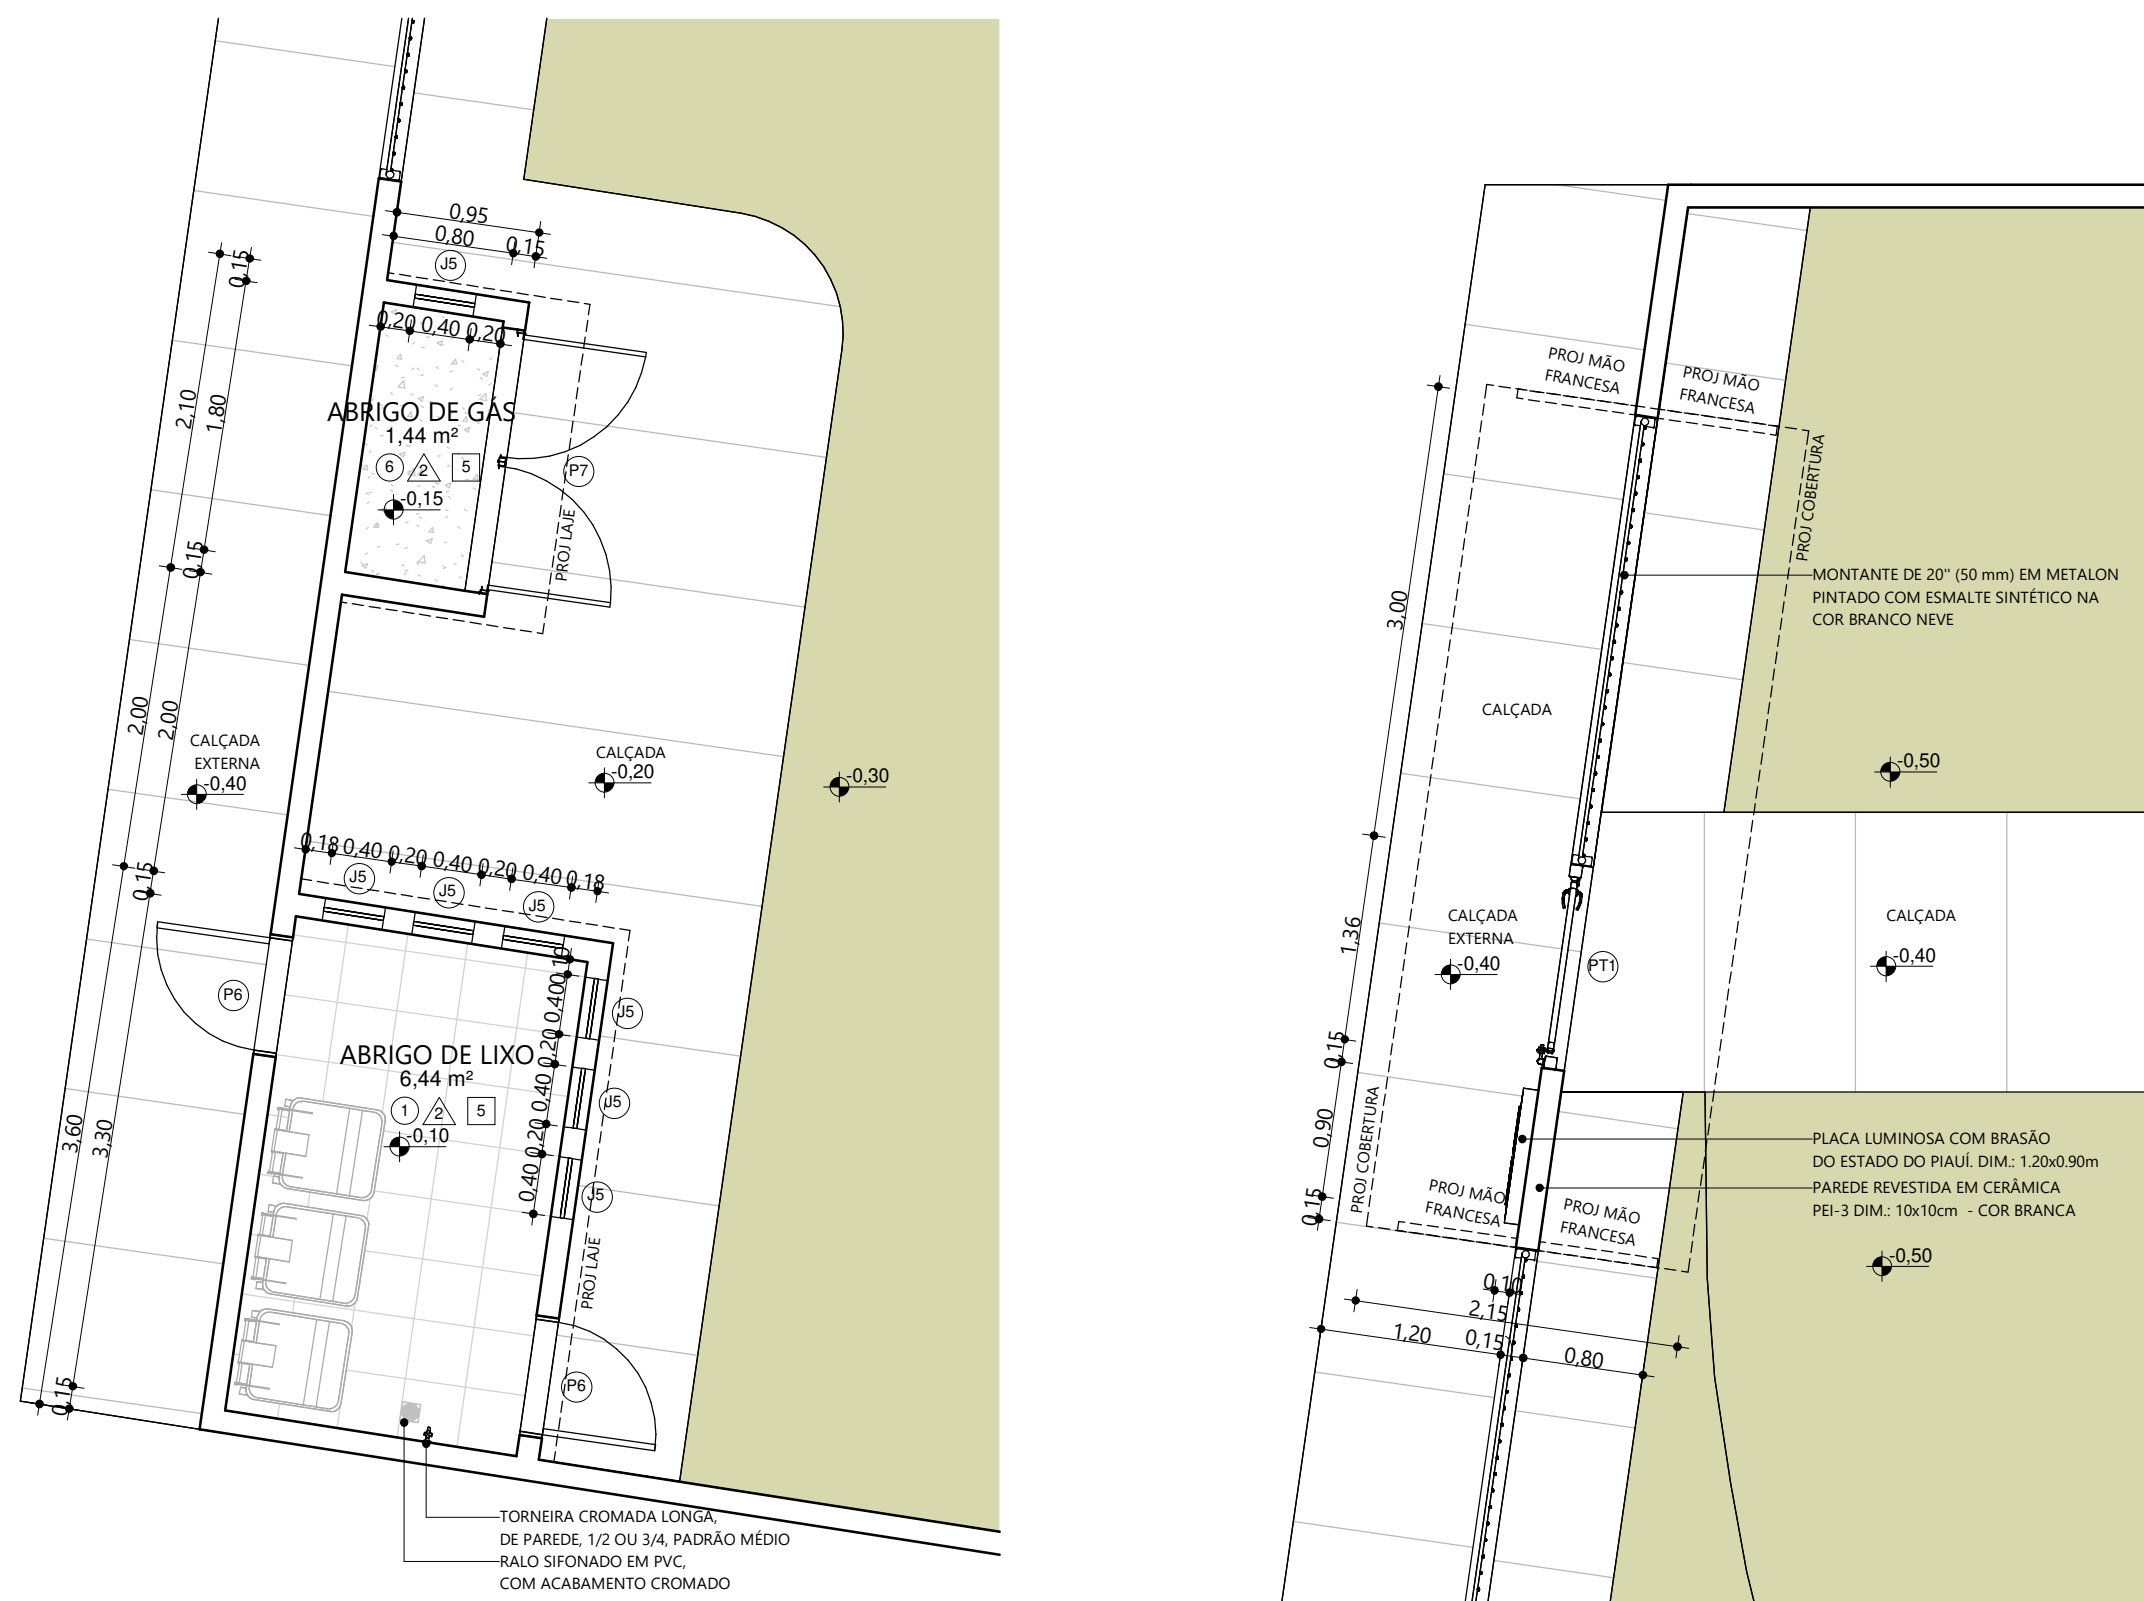 0,95
0,80
0,15
J5
0,15
0,20
0,40
0,20
2,10
1,80
ABRIGO DE GÁS
1,44 m²
6
2
5
-0,15
P7
PROJ LAJE
0,15
2,00
2,00
CALÇADA
EXTERNA
-0,40
CALÇADA
-0,20
-0,30
0,18
0,40
0,20
0,40
0,20
0,40
0,18
J5
J5
J5
0,15
P6
0,10
0,40
0,20
0,40
0,20
0,40
J5
J5
J5
ABRIGO DE LIXO
6,44 m²
1
2
5
-0,10
3,60
3,30
PROJ LAJE
P6
0,15
TORNEIRA CROMADA LONGA,
DE PAREDE, 1/2 OU 3/4, PADRÃO MÉDIO
RALO SIFONADO EM PVC,
COM ACABAMENTO CROMADO
PROJ MÃO
FRANCESA
PROJ MÃO
FRANCESA
PROJ COBERTURA
3,00
MONTANTE DE 20" (50 mm) EM METALON
PINTADO COM ESMALTE SINTÉTICO NA
COR BRANCO NEVE
CALÇADA
-0,50
1,36
CALÇADA
EXTERNA
-0,40
PT1
CALÇADA
-0,40
0,15
0,90
PROJ COBERTURA
0,15
PLACA LUMINOSA COM BRASÃO
DO ESTADO DO PIAUÍ. DIM.: 1.20x0.90m
PAREDE REVESTIDA EM CERÂMICA
PEI-3 DIM.: 10x10cm - COR BRANCA
PROJ MÃO
FRANCESA
PROJ MÃO
FRANCESA
-0,50
0,10
2,15
1,20
0,15
0,80